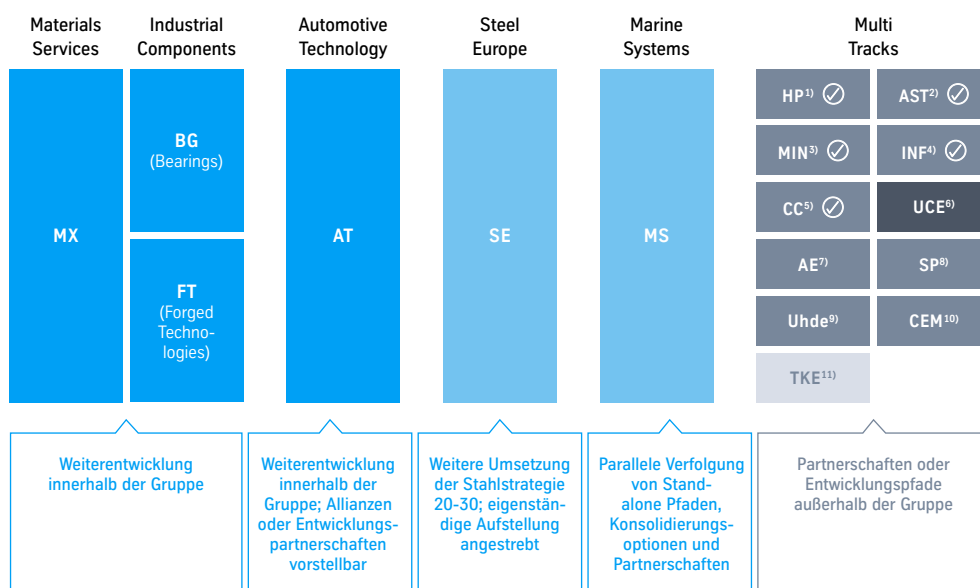 Materials
Services
Industrial
Components
Automotive
Technology
Steel
Europe
Marine
Systems
Multi
Tracks
MX
BG
(Bearings)
FT
(Forged
Techno-
logies)
AT
SE
MS
HP¹⁾
AST²⁾
MIN³⁾
INF⁴⁾
CC⁵⁾
UCE⁶⁾
AE⁷⁾
SP⁸⁾
Uhde⁹⁾
CEM¹⁰⁾
TKE¹¹⁾
Weiterentwicklung
innerhalb der Gruppe
Weiterentwicklung
innerhalb der
Gruppe; Allianzen
oder Entwicklungs-
partnerschaften
vorstellbar
Weitere Umsetzung
der Stahlstrategie
20-30; eigenstän-
dige Aufstellung
angestrebt
Parallele Verfolgung
von Stand-
alone Pfaden,
Konsolidierungs-
optionen und
Partnerschaften
Partnerschaften oder
Entwicklungspfade
außerhalb der Gruppe